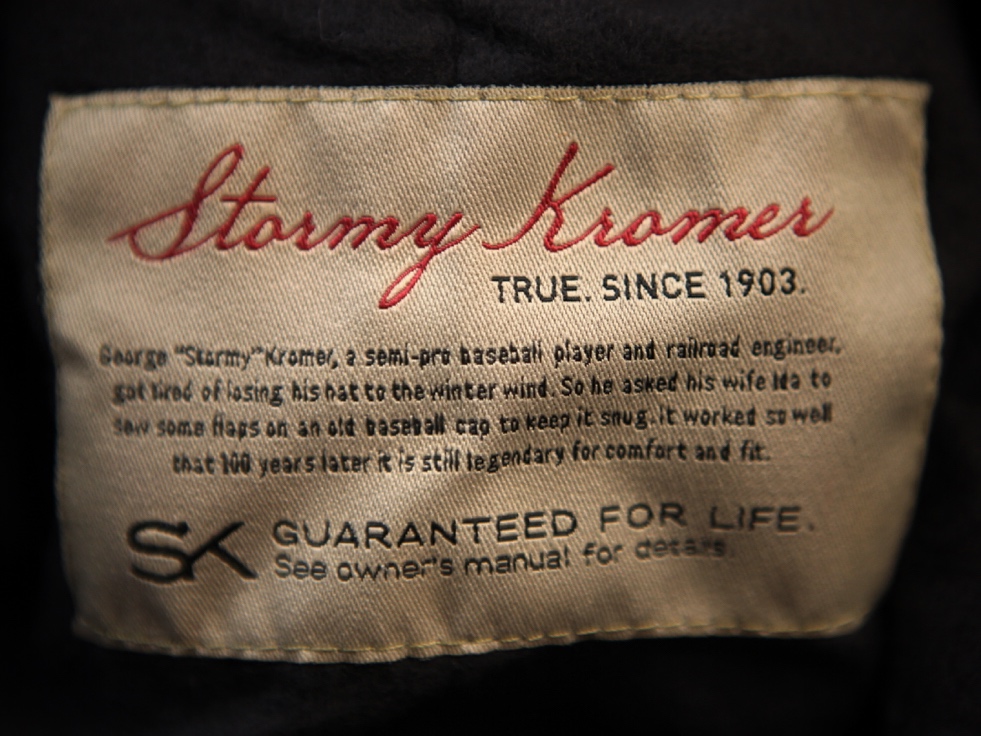 Stormy Kromer
TRUE. SINCE 1903.
George "Stormy" Kromer, a semi-pro baseball player and railroad engineer,
got tired of losing his hat to the winter wind. So he asked his wife Ida to
sew some flaps on an old baseball cap to keep it snug. It worked so well
that 100 years later it is still legendary for comfort and fit.
SK GUARANTEED FOR LIFE.
See owner's manual for details.